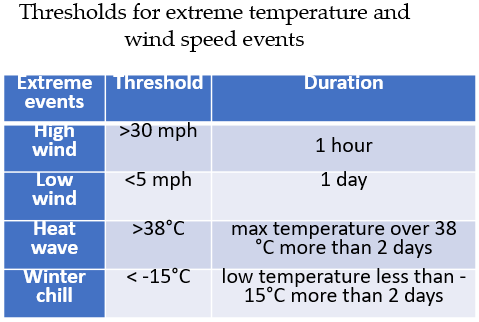 Thresholds for extreme temperature and
wind speed events
Extreme events Threshold Duration
High wind >30 mph 1 hour
Low wind <5 mph 1 day
Heat wave >38°C max temperature over 38 °C more than 2 days
Winter chill < -15°C low temperature less than -15°C more than 2 days